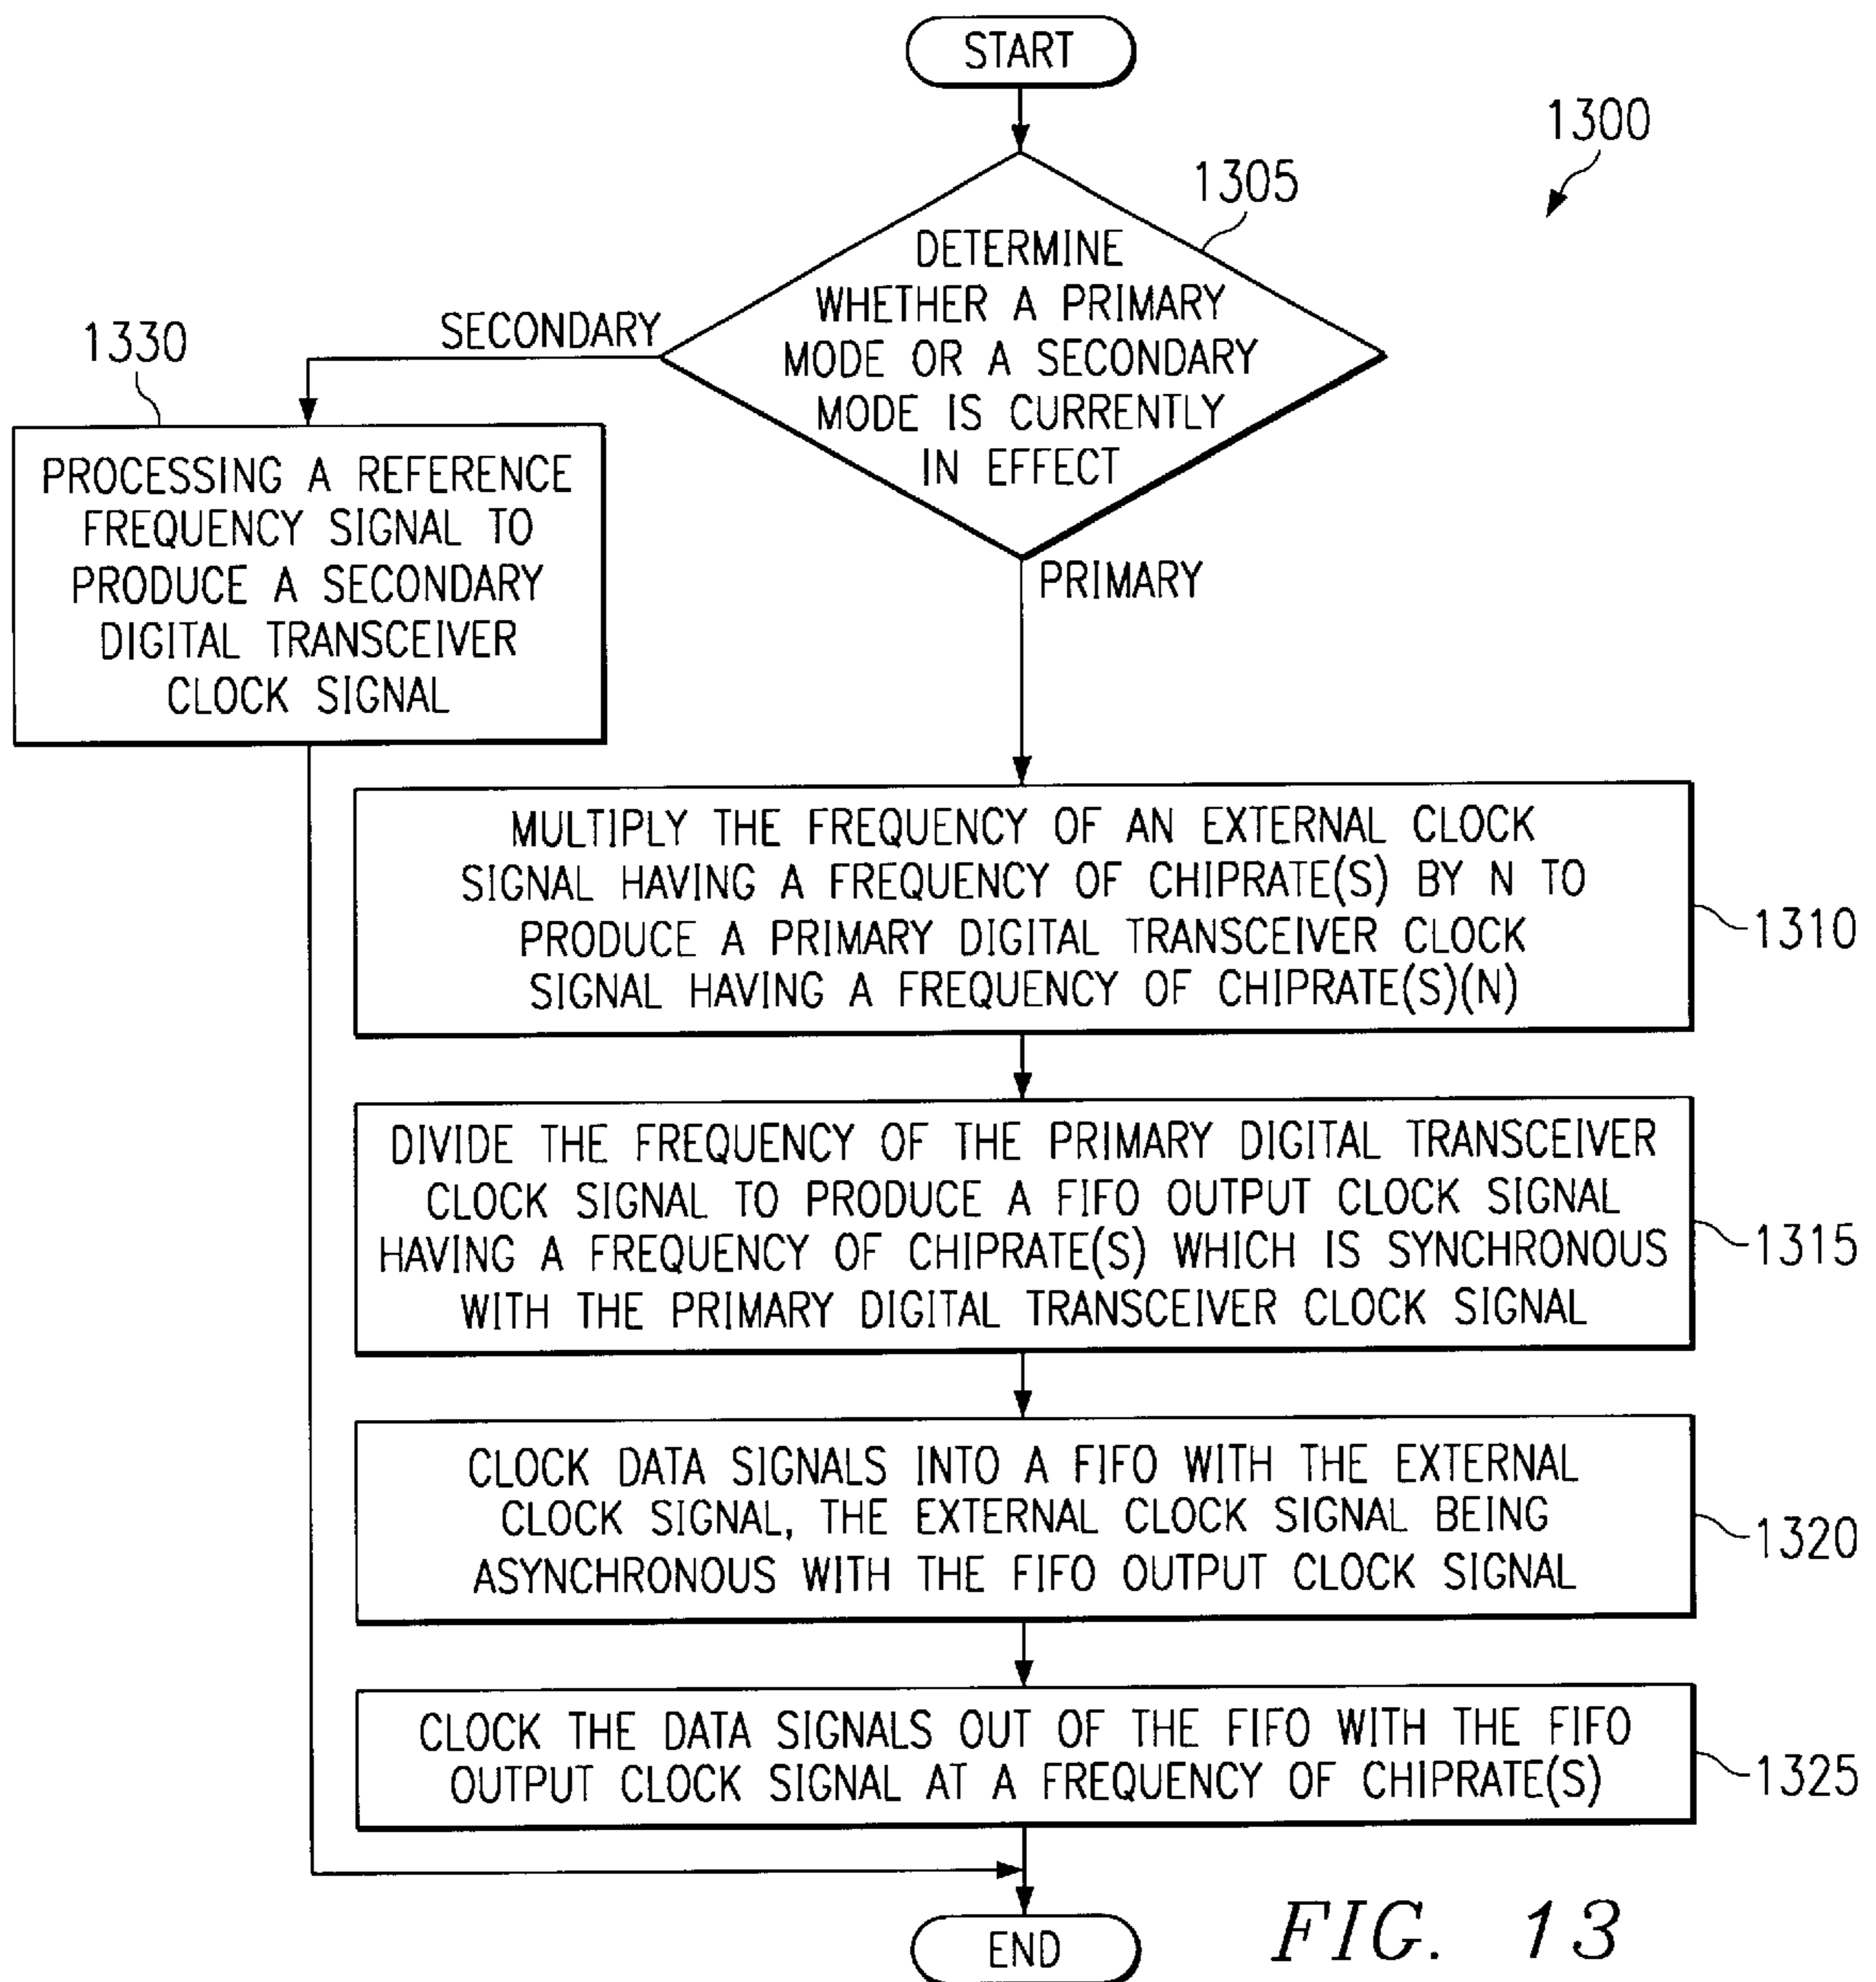 START
1300
1305
DETERMINE
WHETHER A PRIMARY
MODE OR A SECONDARY
MODE IS CURRENTLY
IN EFFECT
SECONDARY
1330
PROCESSING A REFERENCE
FREQUENCY SIGNAL TO
PRODUCE A SECONDARY
DIGITAL TRANSCEIVER
CLOCK SIGNAL
PRIMARY
MULTIPLY THE FREQUENCY OF AN EXTERNAL CLOCK
SIGNAL HAVING A FREQUENCY OF CHIPRATE(S) BY N TO
PRODUCE A PRIMARY DIGITAL TRANSCEIVER CLOCK
SIGNAL HAVING A FREQUENCY OF CHIPRATE(S)(N)
1310
DIVIDE THE FREQUENCY OF THE PRIMARY DIGITAL TRANSCEIVER
CLOCK SIGNAL TO PRODUCE A FIFO OUTPUT CLOCK SIGNAL
HAVING A FREQUENCY OF CHIPRATE(S) WHICH IS SYNCHRONOUS
WITH THE PRIMARY DIGITAL TRANSCEIVER CLOCK SIGNAL
1315
CLOCK DATA SIGNALS INTO A FIFO WITH THE EXTERNAL
CLOCK SIGNAL, THE EXTERNAL CLOCK SIGNAL BEING
ASYNCHRONOUS WITH THE FIFO OUTPUT CLOCK SIGNAL
1320
CLOCK THE DATA SIGNALS OUT OF THE FIFO WITH THE FIFO
OUTPUT CLOCK SIGNAL AT A FREQUENCY OF CHIPRATE(S)
1325
END
FIG. 13